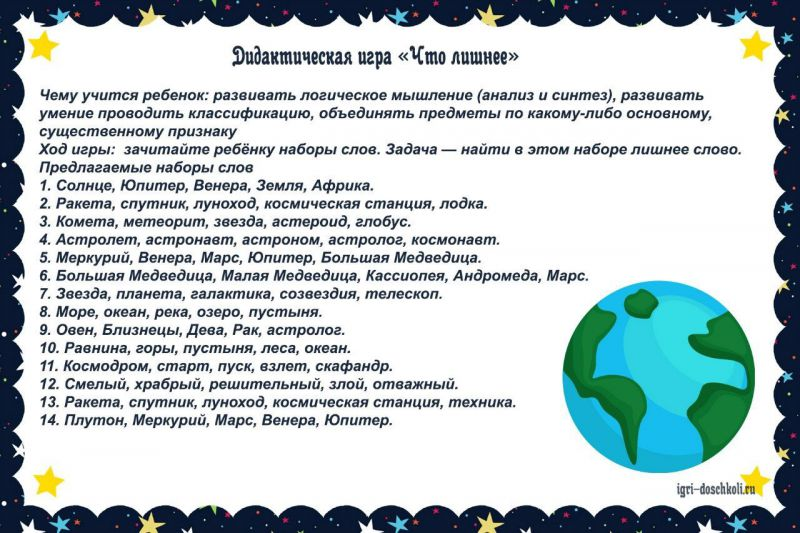 Дидактическая игра «Что лишнее»
Чему учится ребенок: развивать логическое мышление (анализ и синтез), развивать
умение проводить классификацию, объединять предметы по какому-либо основному,
существенному признаку
Ход игры: зачитайте ребёнку наборы слов. Задача — найти в этом наборе лишнее слово.
Предлагаемые наборы слов
1. Солнце, Юпитер, Венера, Земля, Африка.
2. Ракета, спутник, луноход, космическая станция, лодка.
3. Комета, метеорит, звезда, астероид, глобус.
4. Астролет, астронавт, астроном, астролог, космонавт.
5. Меркурий, Венера, Марс, Юпитер, Большая Медведица.
6. Большая Медведица, Малая Медведица, Кассиопея, Андромеда, Марс.
7. Звезда, планета, галактика, созвездия, телескоп.
8. Море, океан, река, озеро, пустыня.
9. Овен, Близнецы, Дева, Рак, астролог.
10. Равнина, горы, пустыня, леса, океан.
11. Космодром, старт, пуск, взлет, скафандр.
12. Смелый, храбрый, решительный, злой, отважный.
13. Ракета, спутник, луноход, космическая станция, техника.
14. Плутон, Меркурий, Марс, Венера, Юпитер.
igri-doschkoli.ru